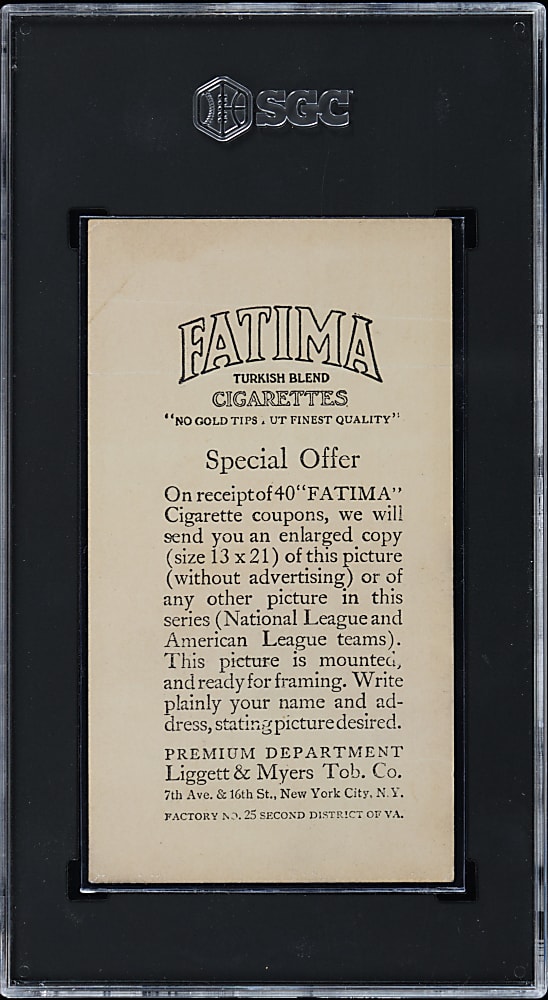 SGC
FATIMA
TURKISH BLEND
CIGARETTES
"NO GOLD TIPS, UT FINEST QUALITY"
Special Offer
On receipt of 40 "FATIMA"
Cigarette coupons, we will
send you an enlarged copy
(size 13 x 21) of this picture
(without advertising) or of
any other picture in this
series (National League and
American League teams).
This picture is mounted,
and ready for framing. Write
plainly your name and ad-
dress, stating picture desired.
PREMIUM DEPARTMENT
Liggett & Myers Tob. Co.
7th Ave. & 16th St., New York City, N.Y.
FACTORY NO. 25 SECOND DISTRICT OF VA.